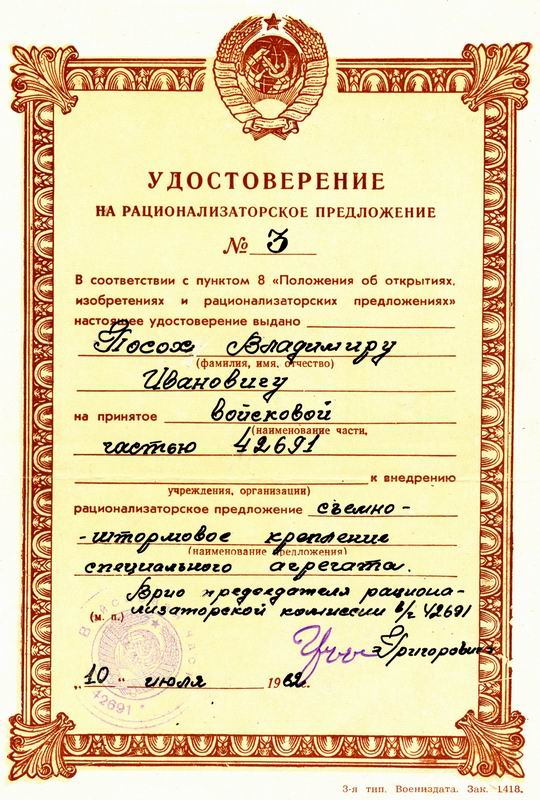 УДОСТОВЕРЕНИЕ
НА РАЦИОНАЛИЗАТОРСКОЕ ПРЕДЛОЖЕНИЕ
№ 3
В соответствии с пунктом 8 «Положения об открытиях,
изобретениях и рационализаторских предложениях»
настоящее удостоверение выдано
Посох Владимиру
(фамилия, имя, отчество)
Ивановичу
на принятое войсковой
(наименование части,
частью 42691
к внедрению
учреждения, организации)
рационализаторское предложение съемно-
-штормовое крепление
(наименование предложения)
специального агрегата.
Врио председателя рациона-
лизаторской комиссии в/ч 42691
(м. п.)
Григорович
„10" июля 1962г.
42691
3-я тип. Воениздата. Зак. 1418.